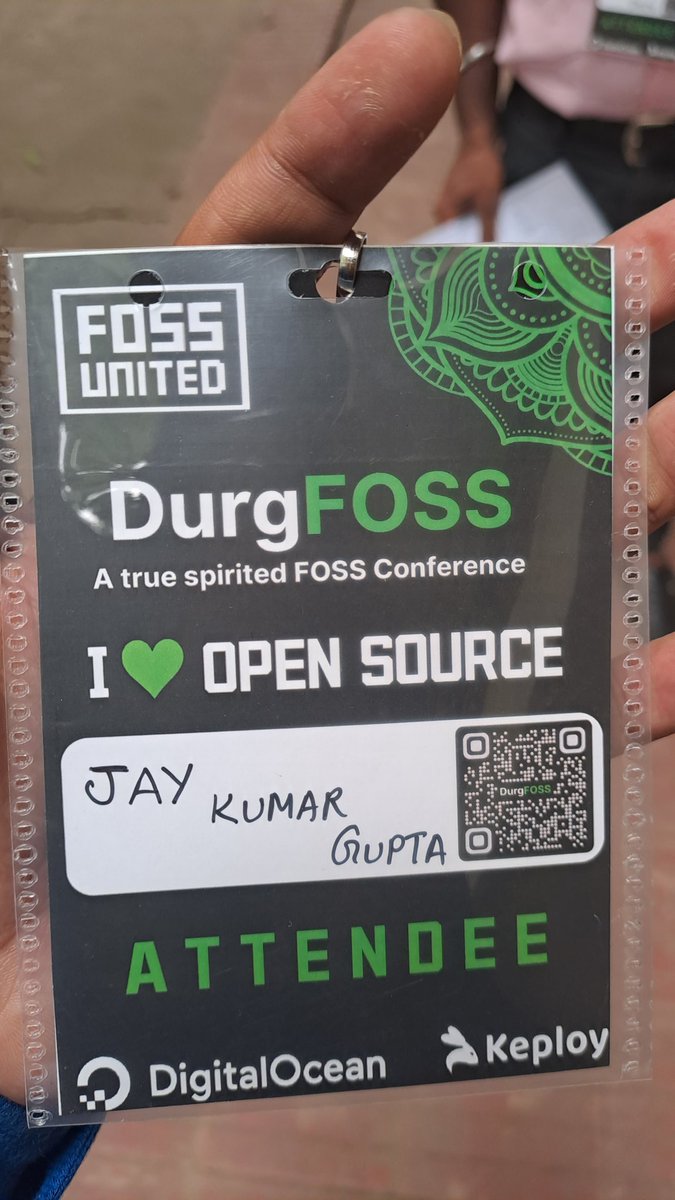 FOSS
UNITED
DurgFOSS
A true spirited FOSS Conference
I ♥ OPEN SOURCE
JAY KUMAR
GUPTA
DurgFOSS
ATTENDEE
DigitalOcean
Keploy